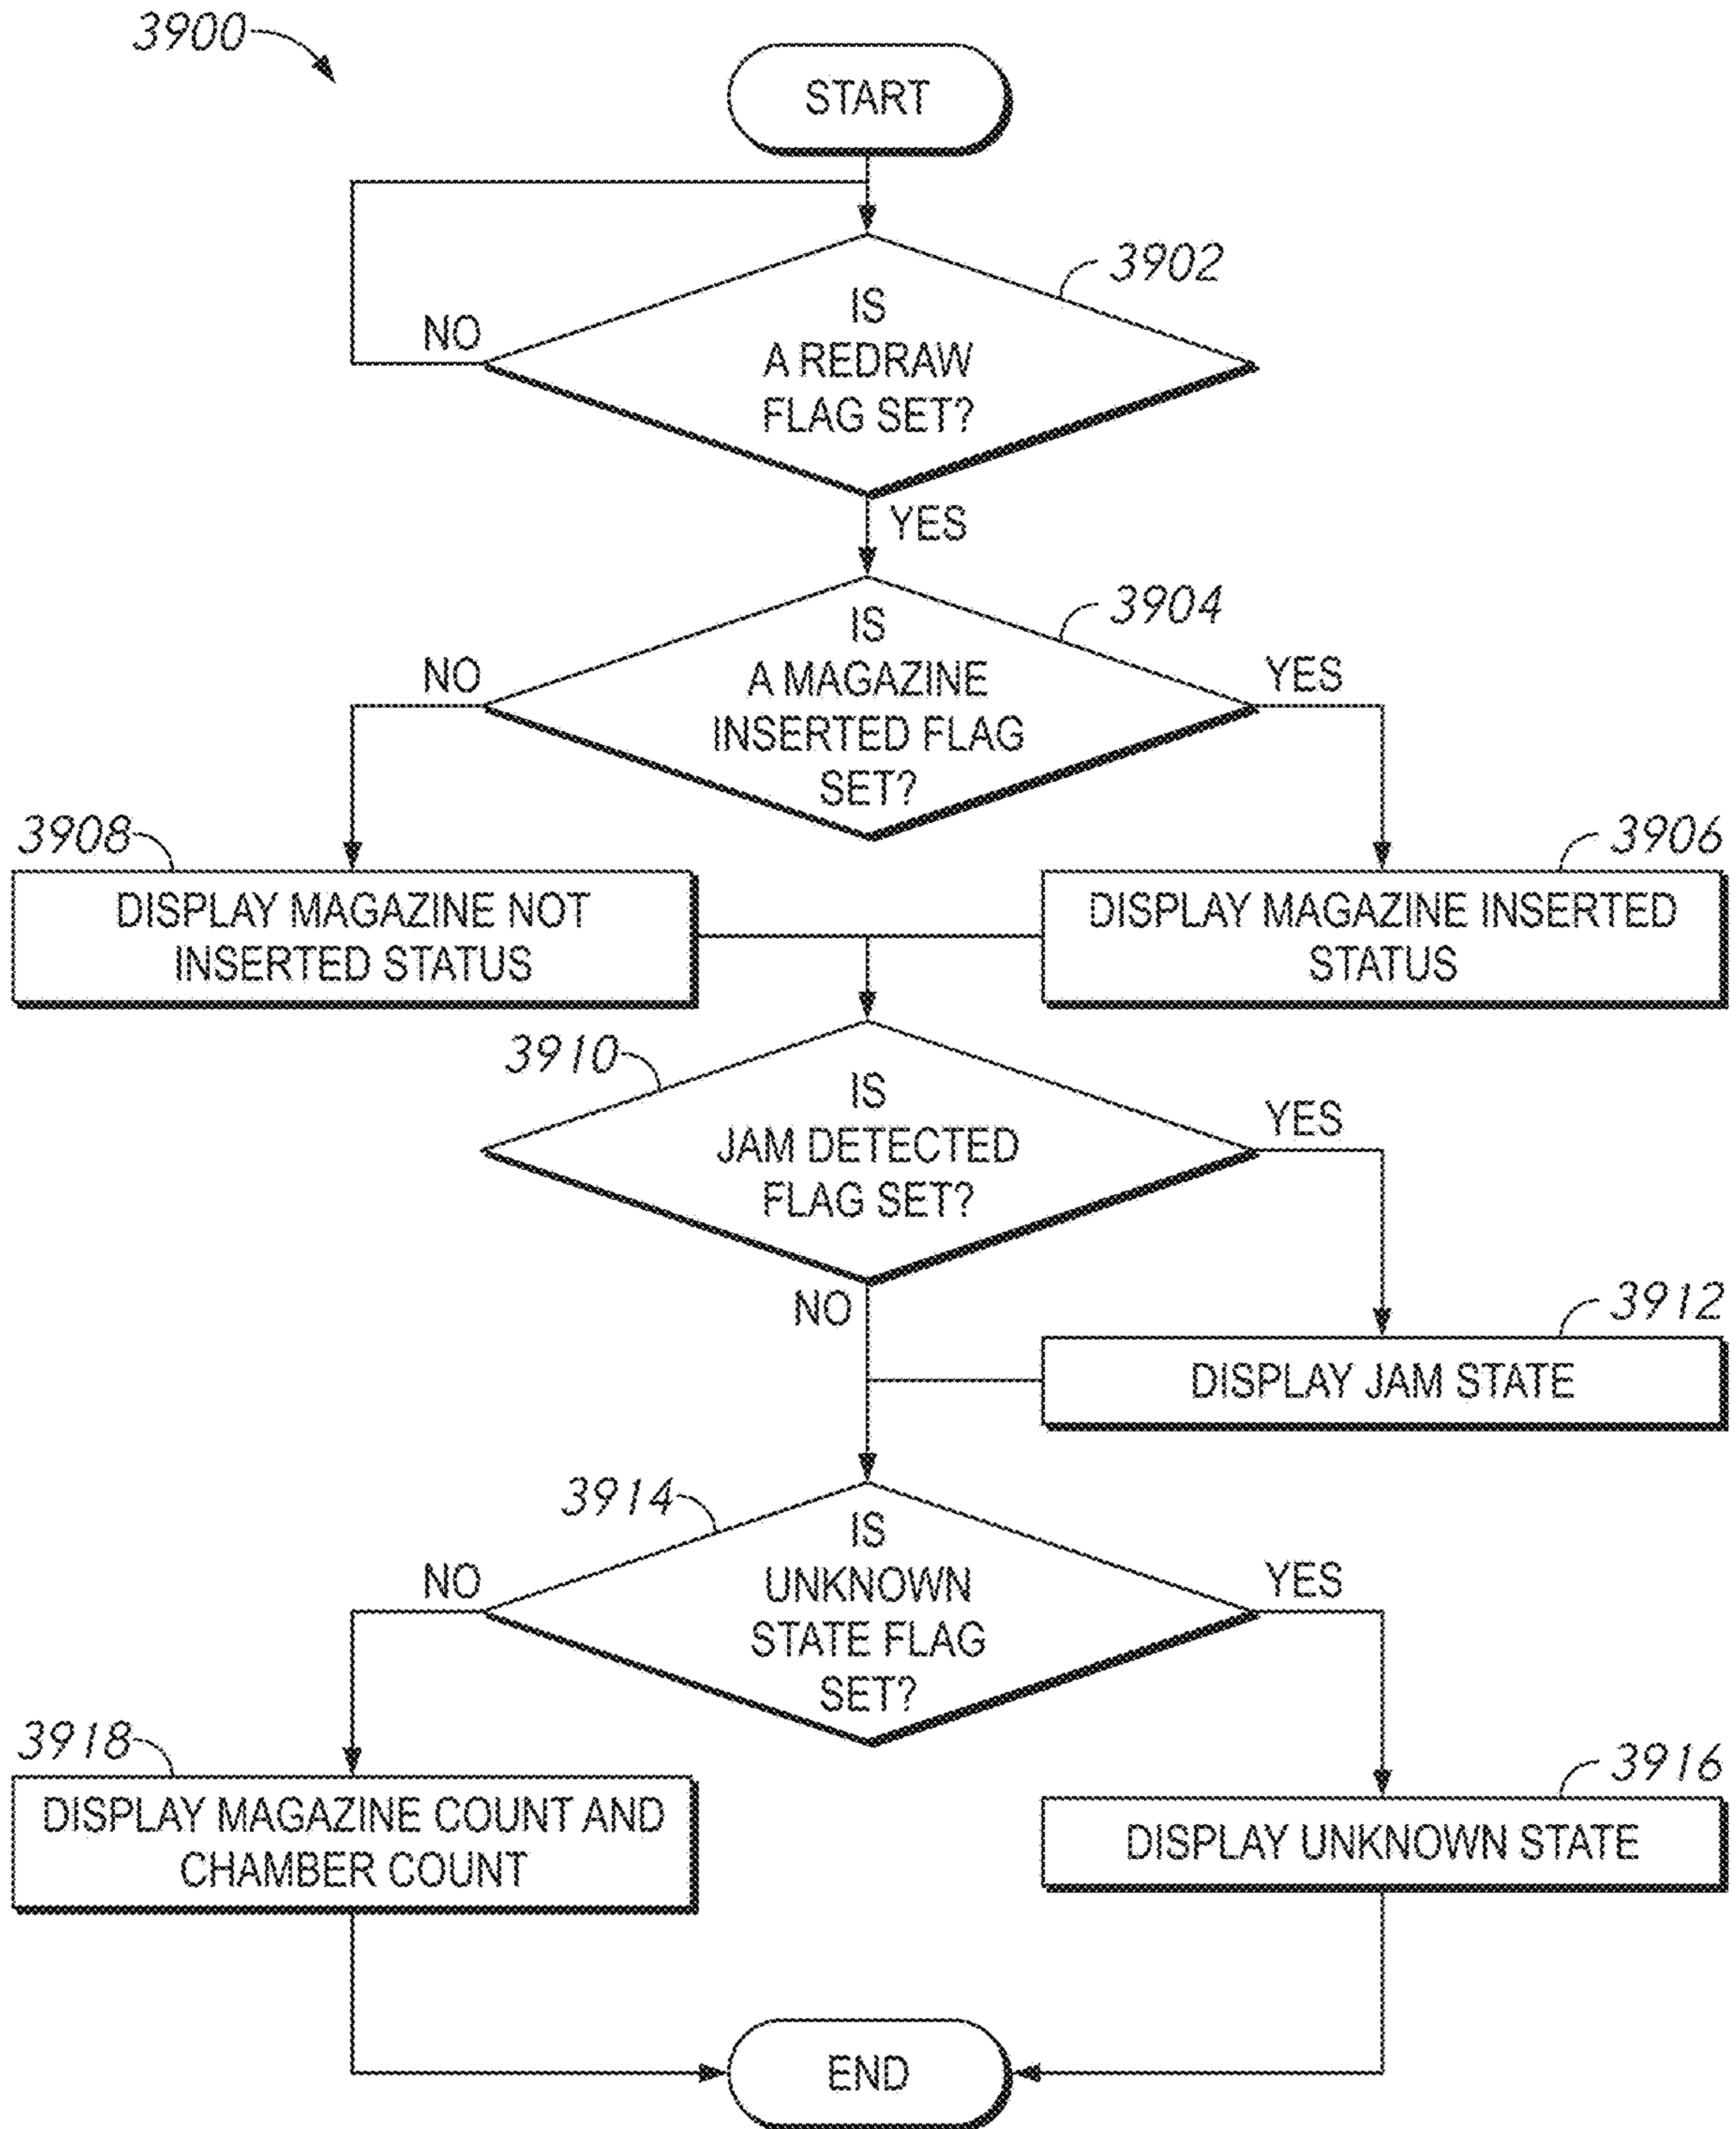 3900
START
3902
IS
A REDRAW
FLAG SET?
NO
YES
3904
IS
A MAGAZINE
INSERTED FLAG
SET?
NO
YES
3908
DISPLAY MAGAZINE NOT
INSERTED STATUS
3906
DISPLAY MAGAZINE INSERTED
STATUS
3910
IS
JAM DETECTED
FLAG SET?
YES
NO
3912
DISPLAY JAM STATE
3914
IS
UNKNOWN
STATE FLAG
SET?
NO
YES
3918
DISPLAY MAGAZINE COUNT AND
CHAMBER COUNT
3916
DISPLAY UNKNOWN STATE
END